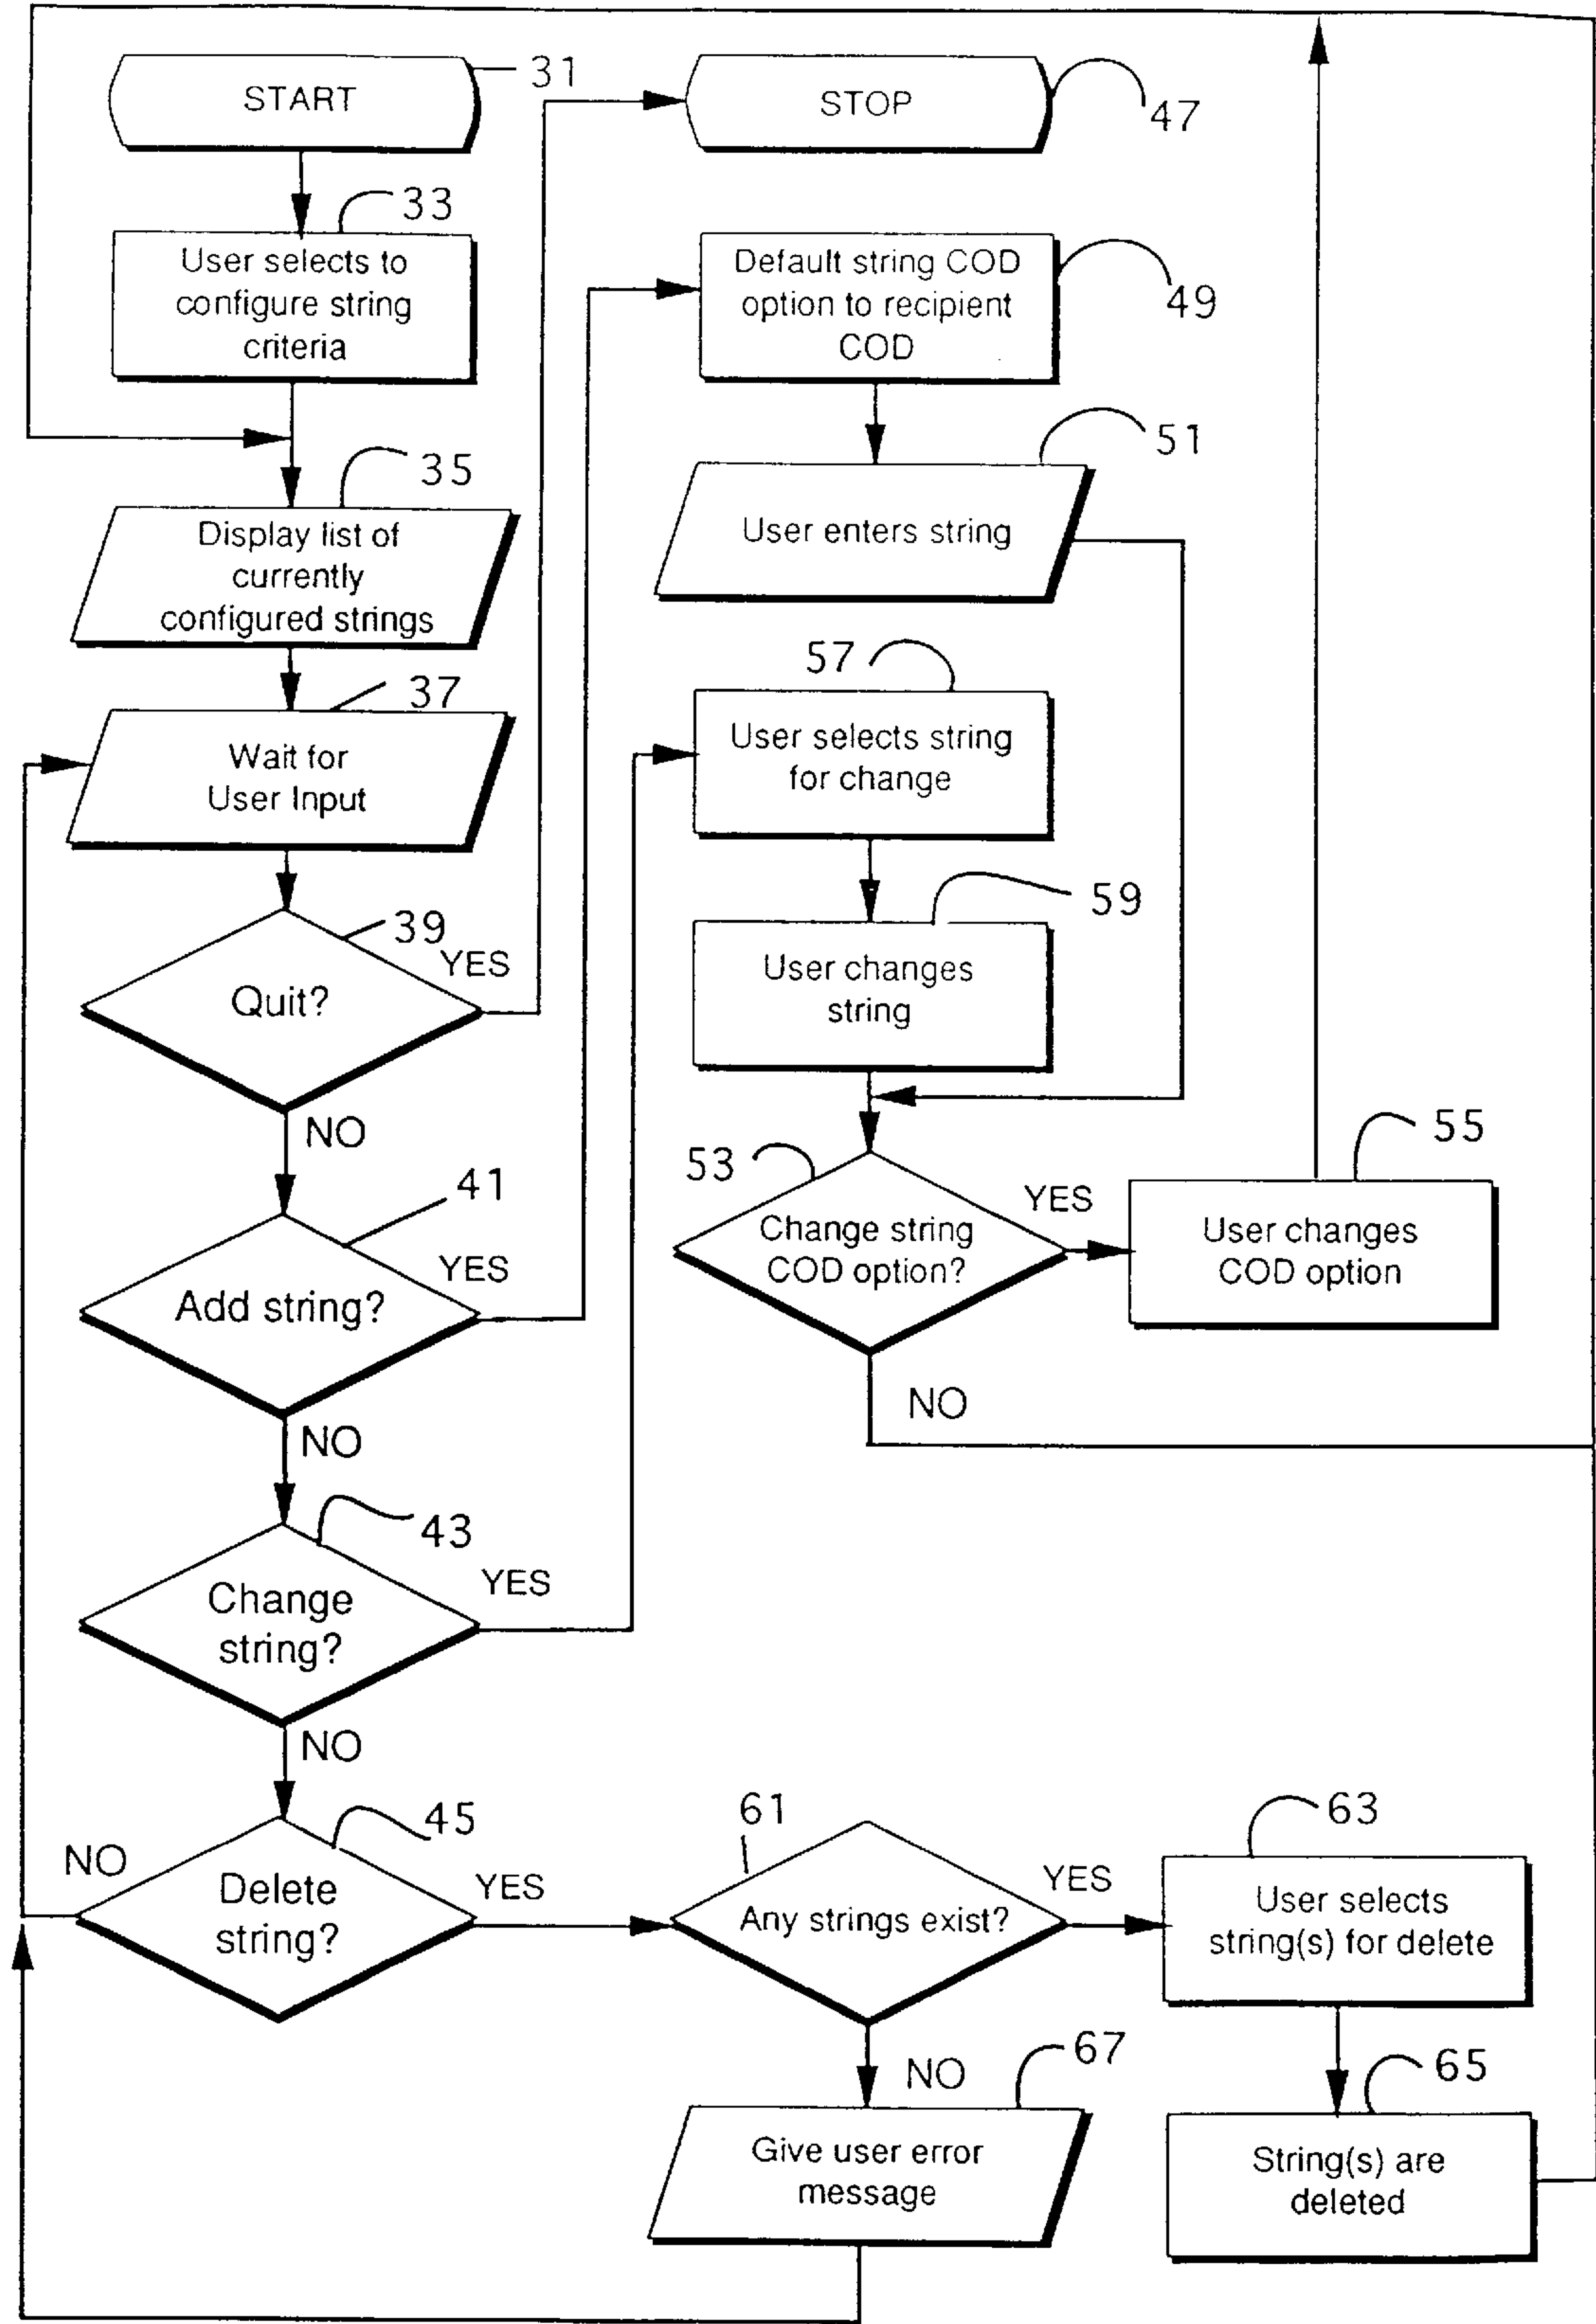 START
31
STOP
47
33
User selects to
configure string
criteria
Default string COD
option to recipient
COD
49
35
Display list of
currently
configured strings
51
User enters string
37
Wait for
User Input
57
User selects string
for change
39
Quit?
YES
NO
59
User changes
string
41
Add string?
YES
NO
53
Change string
COD option?
YES
NO
55
User changes
COD option
43
Change
string?
YES
NO
45
Delete
string?
NO
YES
61
Any strings exist?
YES
NO
63
User selects
string(s) for delete
67
Give user error
message
65
String(s) are
deleted